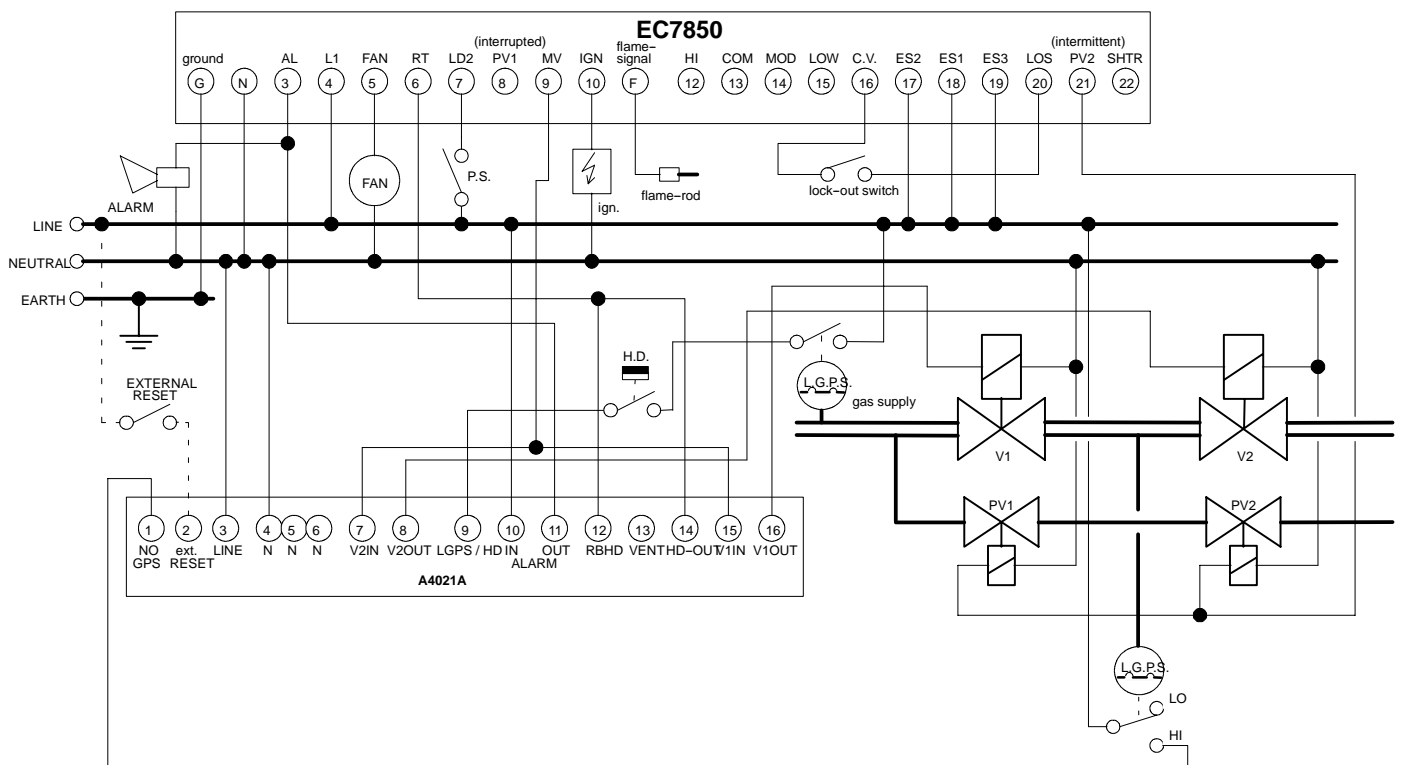 EC7850
ground
AL
L1
FAN
RT
LD2
(interrupted)
PV1
MV
IGN
flame-
signal
HI
COM
MOD
LOW
C.V.
ES2
ES1
ES3
LOS
(intermittent)
PV2
SHTR
G
N
3
4
5
6
7
8
9
10
F
12
13
14
15
16
17
18
19
20
21
22
ALARM
FAN
P.S.
ign.
flame-rod
lock-out switch
LINE
NEUTRAL
EARTH
EXTERNAL
RESET
H.D.
L.G.P.S.
gas supply
V1
V2
PV1
PV2
1
2
3
4
5
6
7
8
9
10
11
12
13
14
15
16
NO
GPS
ext.
RESET
LINE
N
N
N
V2IN
V2OUT
LGPS / HD
IN
OUT
ALARM
RBHD
VENT
HD-OUT
V1IN
V1OUT
A4021A
L.G.P.S.
LO
HI